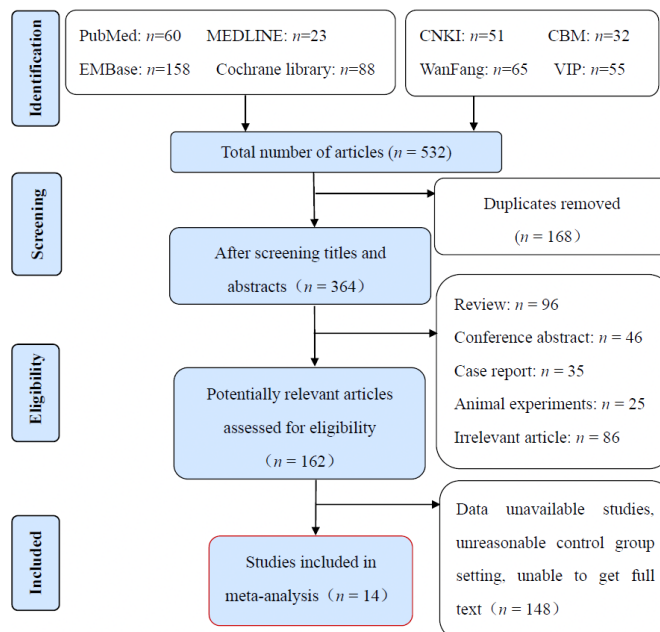 Identification
PubMed: n=60 MEDLINE: n=23
EMBase: n=158 Cochrane library: n=88
CNKI: n=51 CBM: n=32
WanFang: n=65 VIP: n=55
Total number of articles (n = 532)
Screening
Duplicates removed
(n = 168)
After screening titles and
abstracts（n = 364）
Eligibility
Review: n = 96
Conference abstract: n = 46
Case report: n = 35
Animal experiments: n = 25
Irrelevant article: n = 86
Potentially relevant articles
assessed for eligibility
（n = 162）
Included
Data unavailable studies,
unreasonable control group
setting, unable to get full
text (n = 148)
Studies included in
meta-analysis (n = 14)